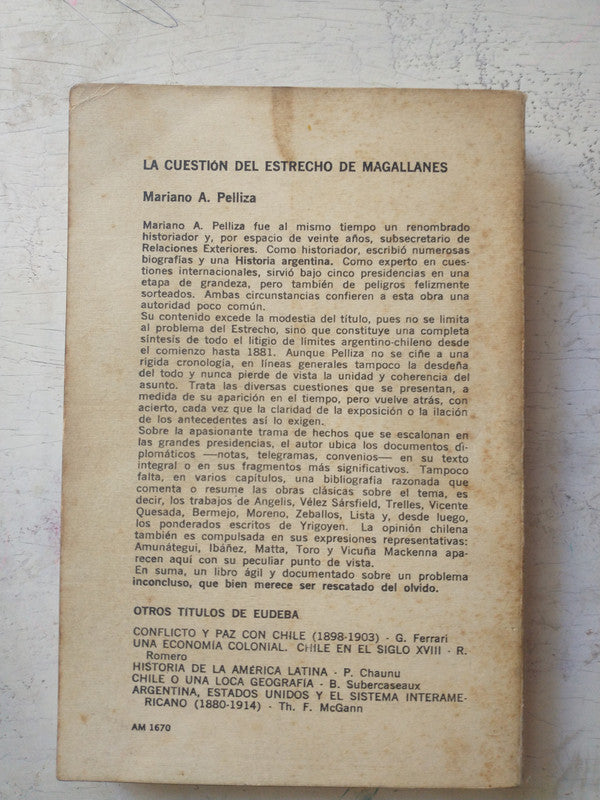 LA CUESTIÓN DEL ESTRECHO DE MAGALLANES
Mariano A. Pelliza
Mariano A. Pelliza fue al mismo tiempo un renombrado
historiador y, por espacio de veinte años, subsecretario de
Relaciones Exteriores. Como historiador, escribió numerosas
biografías y una Historia argentina. Como experto en cues-
tiones internacionales, sirvió bajo cinco presidencias en una
etapa de grandeza, pero también de peligros felizmente
sorteados. Ambas circunstancias confieren a esta obra una
autoridad poco común.
Su contenido excede la modestia del título, pues no se limita
al problema del Estrecho, sino que constituye una completa
síntesis de todo el litigio de límites argentino-chileno desde
el comienzo hasta 1881. Aunque Pelliza no se ciñe a una
rígida cronología, en líneas generales tampoco la desdeña
del todo y nunca pierde de vista la unidad y coherencia del
asunto. Trata las diversas cuestiones que se presentan, a
medida de su aparición en el tiempo, pero vuelve atrás, con
acierto, cada vez que la claridad de la exposición o la ilación
de los antecedentes así lo exigen.
Sobre la apasionante trama de hechos que se escalonan en
las grandes presidencias, el autor ubica los documentos di-
plomáticos —notas, telegramas, convenios— en su texto
integral o en sus fragmentos más significativos. Tampoco
falta, en varios capítulos, una bibliografía razonada que
comenta o resume las obras clásicas sobre el tema, es
decir, los trabajos de Angelis, Vélez Sársfield, Trelles, Vicente
Quesada, Bermejo, Moreno, Zeballos, Lista y, desde luego,
los ponderados escritos de Yrigoyen. La opinión chilena
también es compulsada en sus expresiones representativas:
Amunátegui, Ibáñez, Matta, Toro y Vicuña Mackenna apa-
recen aquí con su peculiar punto de vista.
En suma, un libro ágil y documentado sobre un problema
inconcluso, que bien merece ser rescatado del olvido.
OTROS TITULOS DE EUDEBA
CONFLICTO Y PAZ CON CHILE (1898-1903) - G. Ferrari
UNA ECONOMIA COLONIAL. CHILE EN EL SIGLO XVIII - R.
Romero
HISTORIA DE LA AMÉRICA LATINA - P. Chaunu
CHILE O UNA LOCA GEOGRAFÍA - B. Subercaseaux
ARGENTINA, ESTADOS UNIDOS Y EL SISTEMA INTERAME-
RICANO (1880-1914) - Th. F. McGann
AM 1670